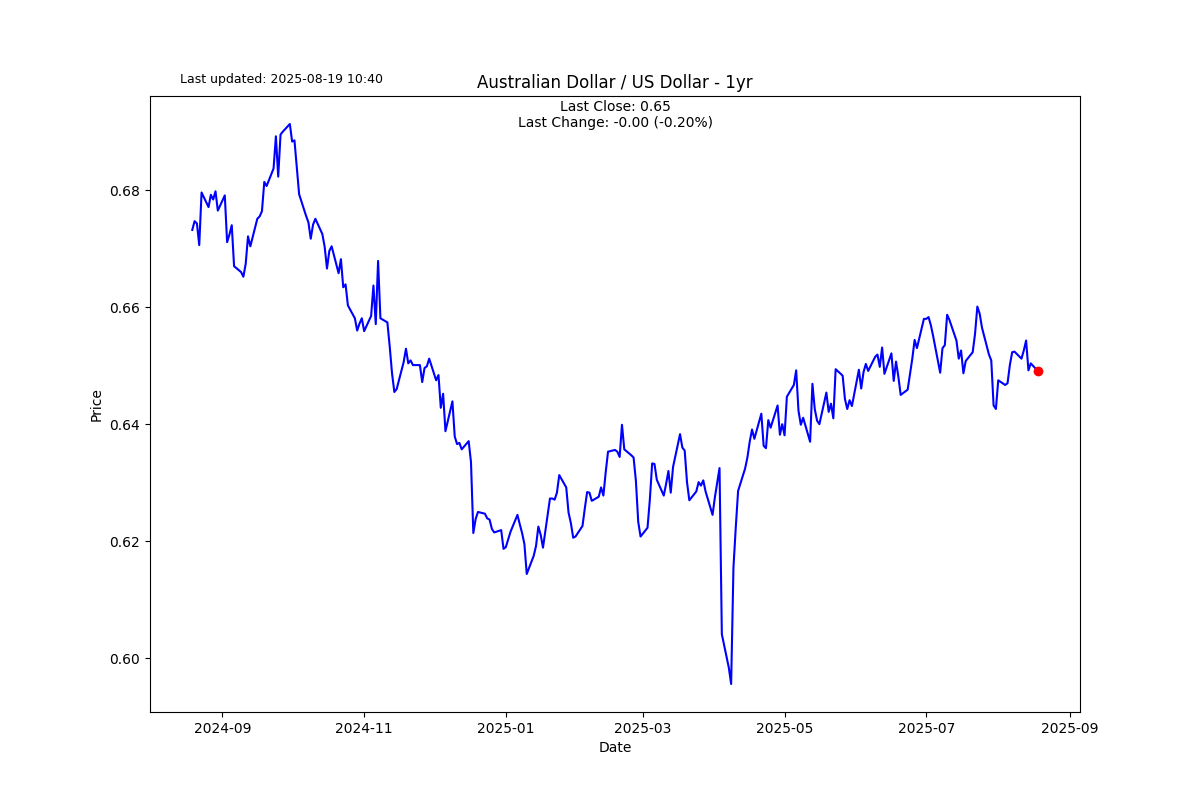 Last updated: 2025-08-19 10:40
Australian Dollar / US Dollar - 1yr
Last Close: 0.65
Last Change: -0.00 (-0.20%)
Price
0.68
0.66
0.64
0.62
0.60
2024-09 2024-11 2025-01 2025-03 2025-05 2025-07 2025-09
Date